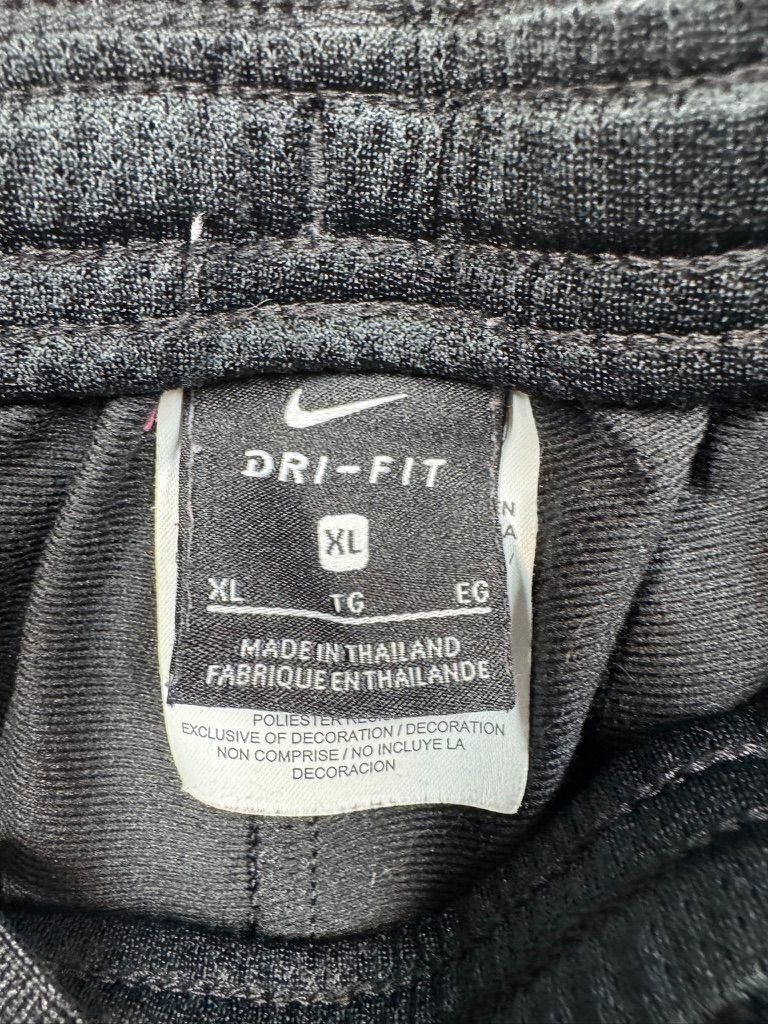 DRI-FIT
XL
XL TG EG
MADE IN THAILAND
FABRIQUE EN THAILANDE
POLIESTER
EXCLUSIVE OF DECORATION / DECORATION
NON COMPRISE / NO INCLUYE LA
DECORACION